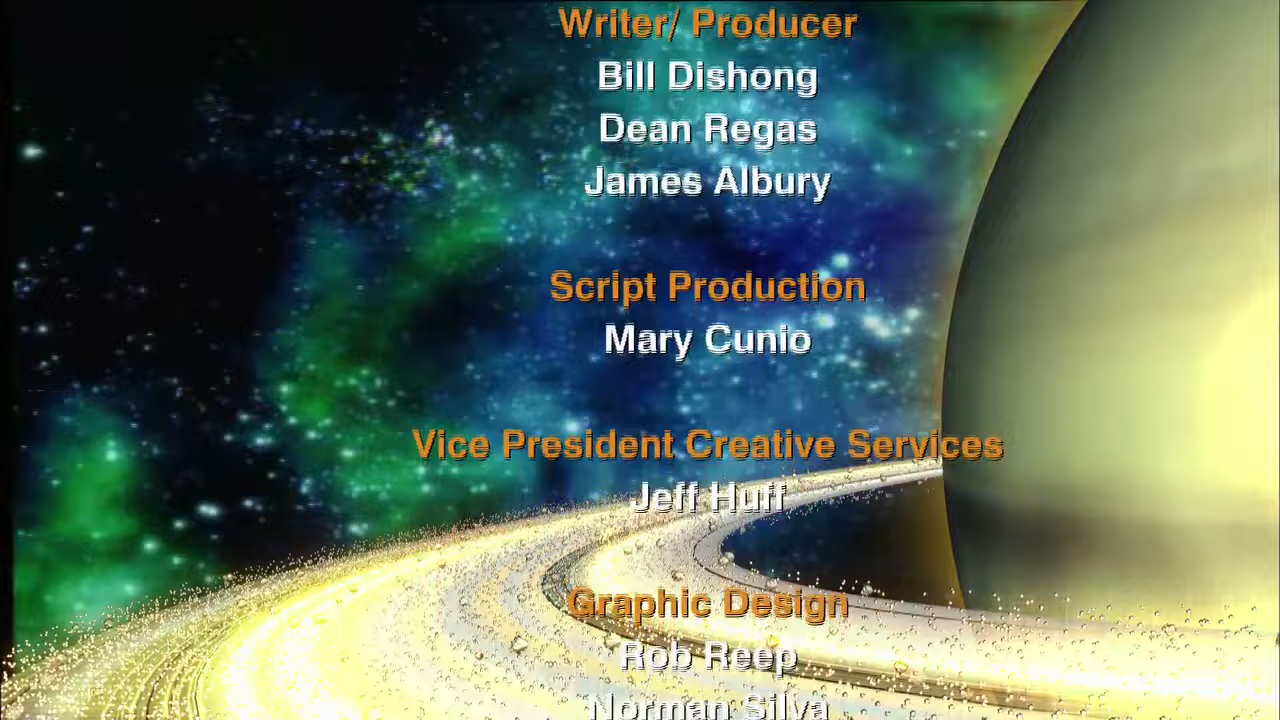 Writer/ Producer
Bill Dishong
Dean Regas
James Albury
Script Production
Mary Cunio
Vice President Creative Services
Jeff Huff
Graphic Design
Rob Reep
Norman Silva